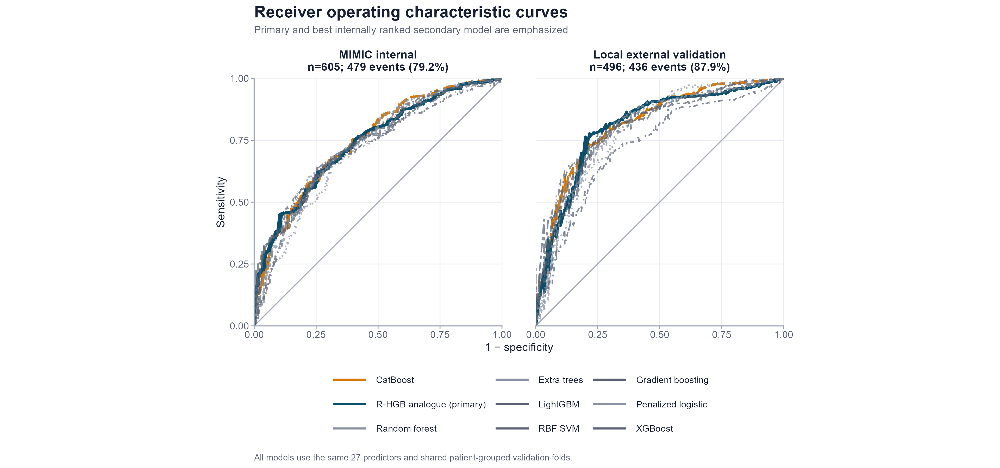 Receiver operating characteristic curves
Primary and best internally ranked secondary model are emphasized
MIMIC internal
n=605; 479 events (79.2%)
Local external validation
n=496; 436 events (87.9%)
Sensitivity
1.00
0.75
0.50
0.25
0.00
0.00 0.25 0.50 0.75 1.00
0.00 0.25 0.50 0.75 1.00
1 − specificity
CatBoost
Extra trees
Gradient boosting
R-HGB analogue (primary)
LightGBM
Penalized logistic
Random forest
RBF SVM
XGBoost
All models use the same 27 predictors and shared patient-grouped validation folds.